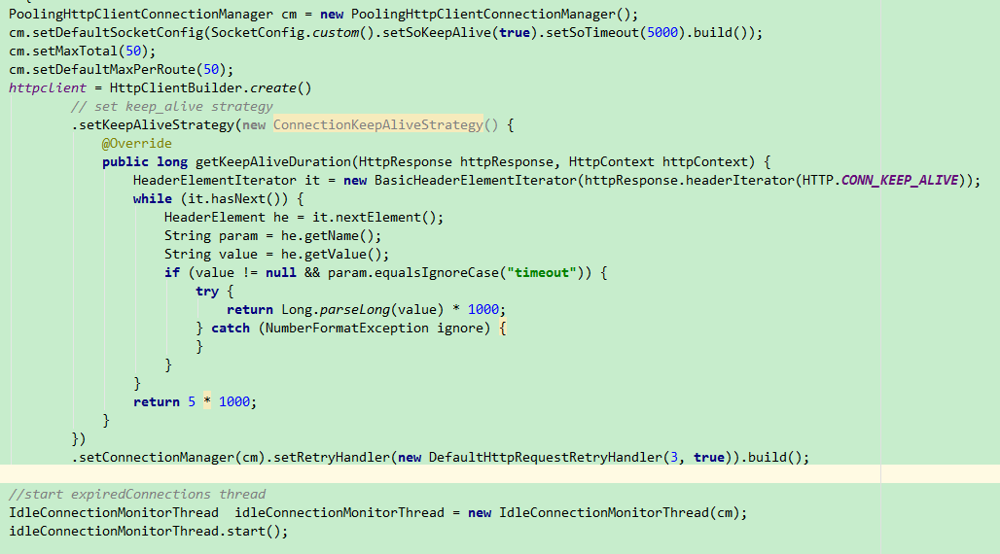 {
PoolingHttpClientConnectionManager cm = new PoolingHttpClientConnectionManager();
cm.setDefaultSocketConfig(SocketConfig.custom().setSoKeepAlive(true).setSoTimeout(5000).build());
cm.setMaxTotal(50);
cm.setDefaultMaxPerRoute(50);
httpclient = HttpClientBuilder.create()
        // set keep_alive strategy
        .setKeepAliveStrategy(new ConnectionKeepAliveStrategy() {
            @Override
            public long getKeepAliveDuration(HttpResponse httpResponse, HttpContext httpContext) {
                HeaderElementIterator it = new BasicHeaderElementIterator(httpResponse.headerIterator(HTTP.CONN_KEEP_ALIVE));
                while (it.hasNext()) {
                    HeaderElement he = it.nextElement();
                    String param = he.getName();
                    String value = he.getValue();
                    if (value != null && param.equalsIgnoreCase("timeout")) {
                        try {
                            return Long.parseLong(value) * 1000;
                        } catch (NumberFormatException ignore) {
                        }
                    }
                }
                return 5 * 1000;
            }
        })
        .setConnectionManager(cm).setRetryHandler(new DefaultHttpRequestRetryHandler(3, true)).build();
//start expiredConnections thread
IdleConnectionMonitorThread  idleConnectionMonitorThread = new IdleConnectionMonitorThread(cm);
idleConnectionMonitorThread.start();